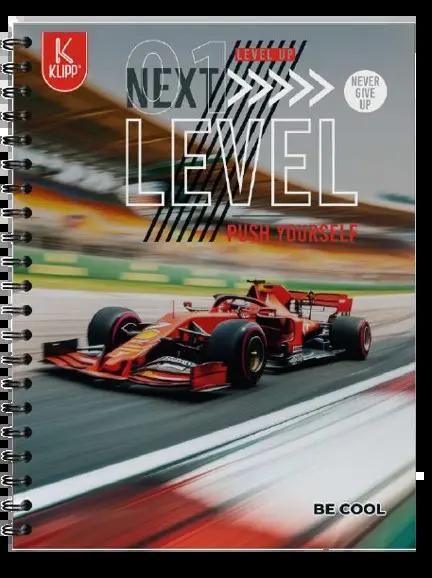 K
KLIPP
01
LEVEL UP
NEXT
NEVER
GIVE
UP
LEVEL
PUSH YOURSELF
BE COOL